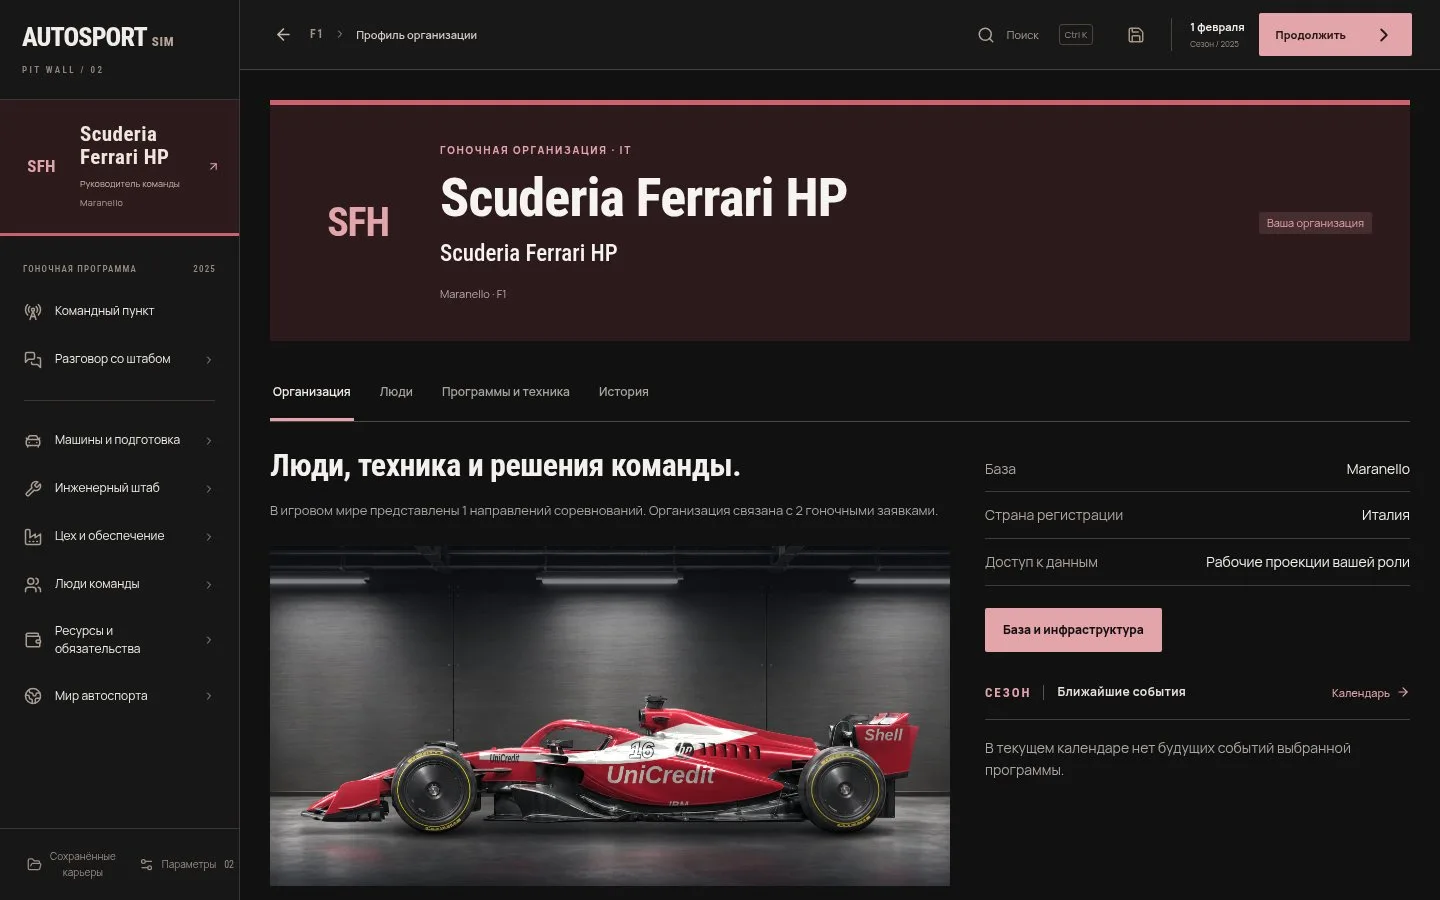 AUTOSPORT SIM
PIT WALL / 02
SFH
Scuderia
Ferrari HP
Руководитель команды
Maranello
ГОНОЧНАЯ ПРОГРАММА 2025
Командный пункт
Разговор со штабом
Машины и подготовка
Инженерный штаб
Цех и обеспечение
Люди команды
Ресурсы и
обязательства
Мир автоспорта
Сохранённые
карьеры
Параметры 02
F1 Профиль организации
Поиск Ctrl K
1 февраля
Сезон / 2025
Продолжить
ГОНОЧНАЯ ОРГАНИЗАЦИЯ · IT
SFH
Scuderia Ferrari HP
Scuderia Ferrari HP
Maranello · F1
Ваша организация
Организация Люди Программы и техника История
Люди, техника и решения команды.
В игровом мире представлены 1 направлений соревнований. Организация связана с 2 гоночными заявками.
Shell
16
hp
UniCredit
UniCredit
IBM
База Maranello
Страна регистрации Италия
Доступ к данным Рабочие проекции вашей роли
База и инфраструктура
СЕЗОН Ближайшие события Календарь
В текущем календаре нет будущих событий выбранной
программы.